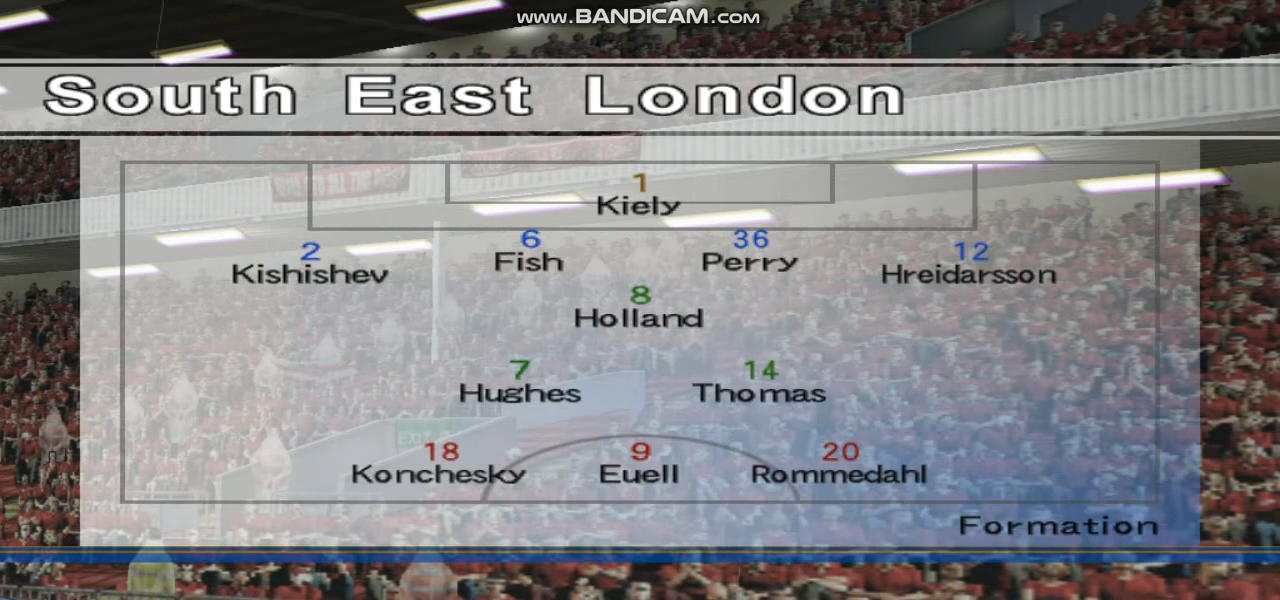 www.BANDICAM.com
South East London
1
Kiely
6 36
2 12
Fish Perry
Kishishev Hreidarsson
8
Holland
7 14
Hughes Thomas
EXIT
18 9 20
Konchesky Euell Rommedahl
Formation